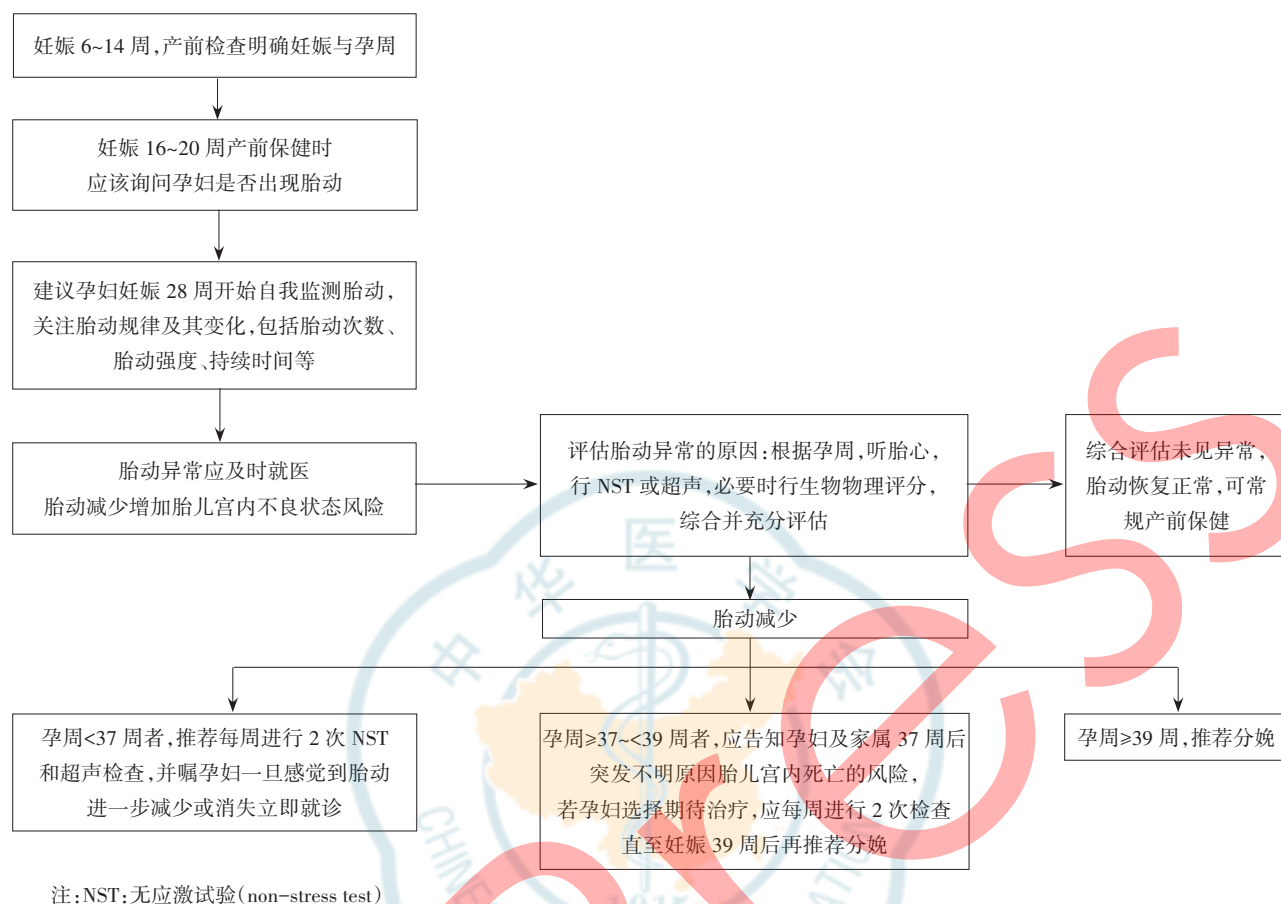 妊娠 6~14 周,产前检查明确妊娠与孕周
妊娠 16~20 周产前保健时
应该询问孕妇是否出现胎动
建议孕妇妊娠 28 周开始自我监测胎动,
关注胎动规律及其变化,包括胎动次数、
胎动强度、持续时间等
胎动异常应及时就医
胎动减少增加胎儿宫内不良状态风险
评估胎动异常的原因:根据孕周,听胎心,
行 NST 或超声,必要时行生物物理评分,
综合并充分评估
综合评估未见异常,
胎动恢复正常,可常
规产前保健
胎动减少
孕周<37 周者,推荐每周进行 2 次 NST
和超声检查,并嘱孕妇一旦感觉到胎动
进一步减少或消失立即就诊
孕周≥37~<39 周者,应告知孕妇及家属 37 周后
突发不明原因胎儿宫内死亡的风险,
若孕妇选择期待治疗,应每周进行 2 次检查
直至妊娠 39 周后再推荐分娩
孕周≥39 周,推荐分娩
注:NST:无应激试验(non-stress test)
中华医学会
ress